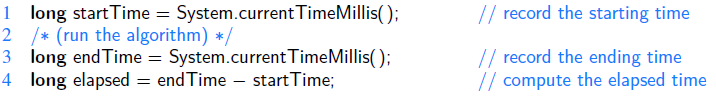 1 long startTime = System.currentTimeMillis( ); // record the starting time
2 /∗ (run the algorithm) ∗/
3 long endTime = System.currentTimeMillis( ); // record the ending time
4 long elapsed = endTime − startTime; // compute the elapsed time